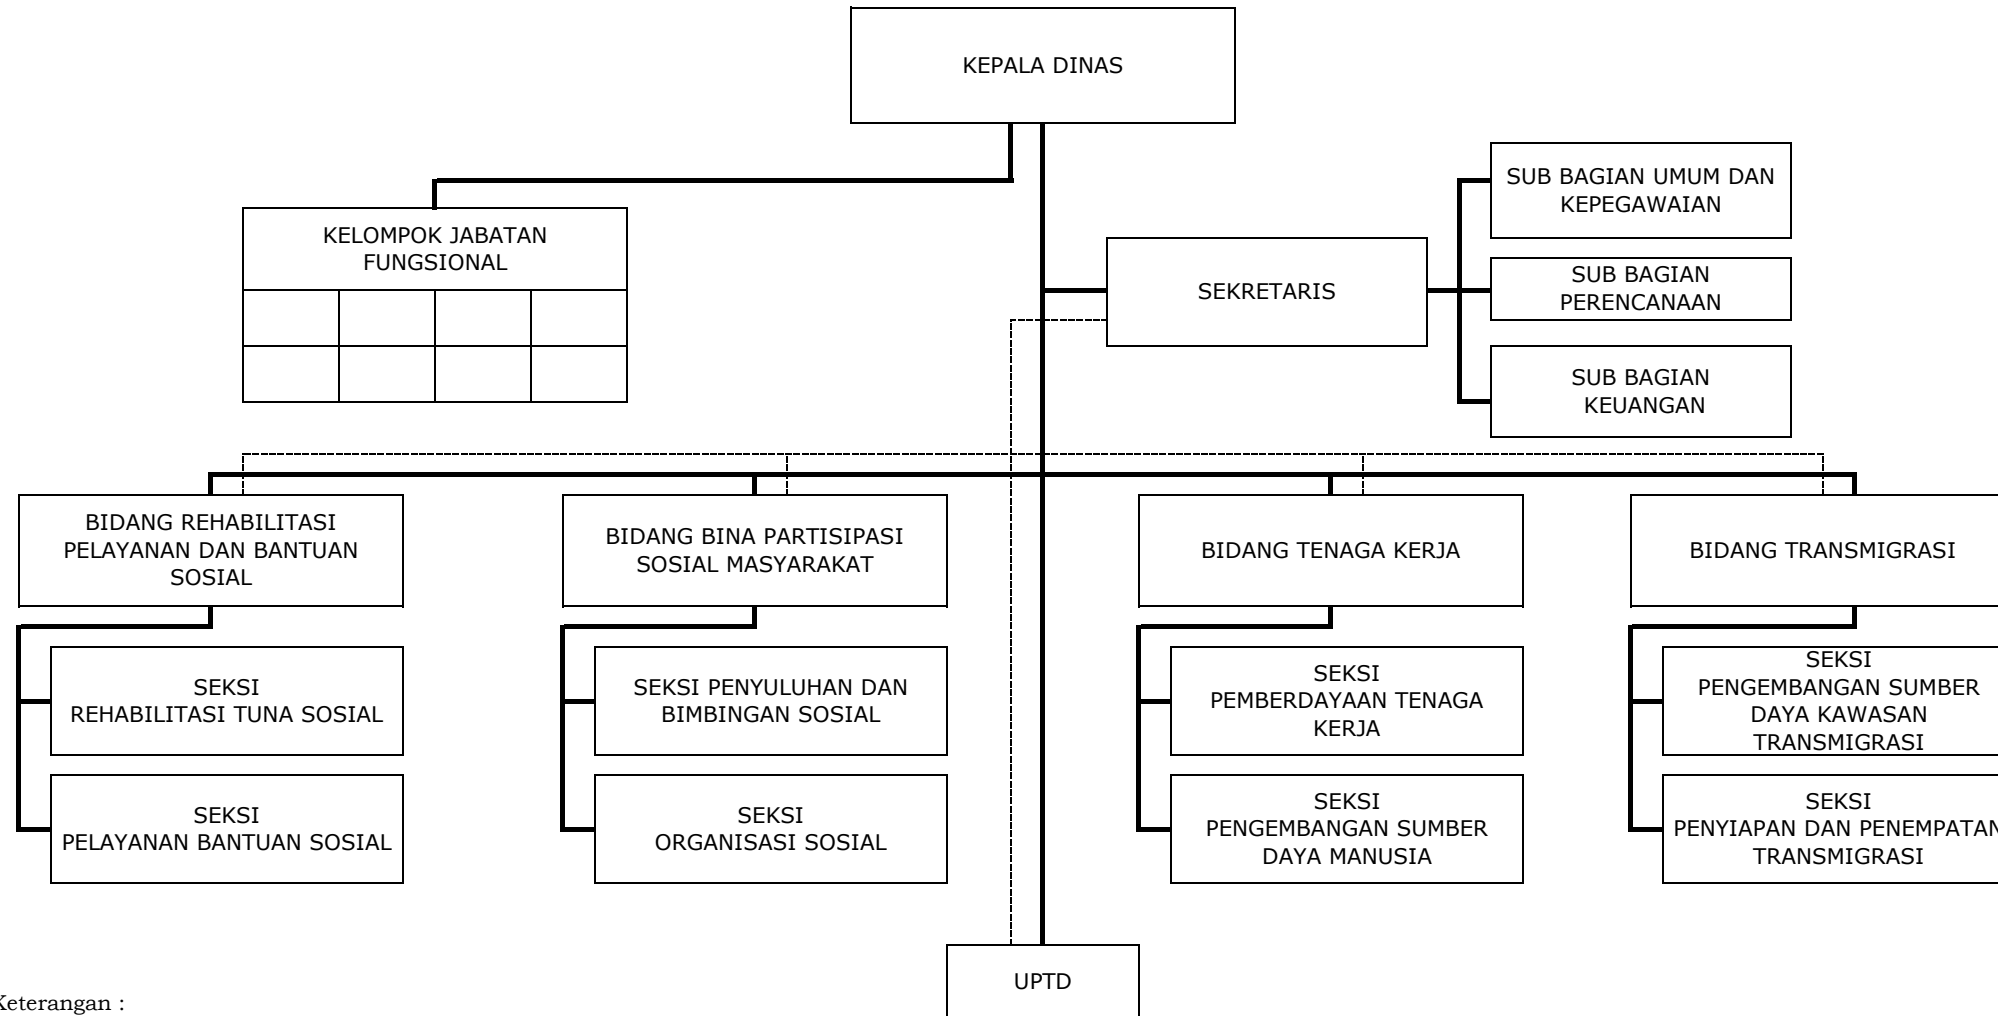 KEPALA DINAS
SUB BAGIAN UMUM DAN
KEPEGAWAIAN
KELOMPOK JABATAN
FUNGSIONAL
SEKRETARIS
SUB BAGIAN
PERENCANAAN
SUB BAGIAN
KEUANGAN
BIDANG REHABILITASI
PELAYANAN DAN BANTUAN
SOSIAL
BIDANG BINA PARTISIPASI
SOSIAL MASYARAKAT
BIDANG TENAGA KERJA
BIDANG TRANSMIGRASI
SEKSI
REHABILITASI TUNA SOSIAL
SEKSI PENYULUHAN DAN
BIMBINGAN SOSIAL
SEKSI
PEMBERDAYAAN TENAGA
KERJA
SEKSI
PENGEMBANGAN SUMBER
DAYA KAWASAN
TRANSMIGRASI
SEKSI
PELAYANAN BANTUAN SOSIAL
SEKSI
ORGANISASI SOSIAL
SEKSI
PENGEMBANGAN SUMBER
DAYA MANUSIA
SEKSI
PENYIAPAN DAN PENEMPATAN
TRANSMIGRASI
UPTD
Keterangan :